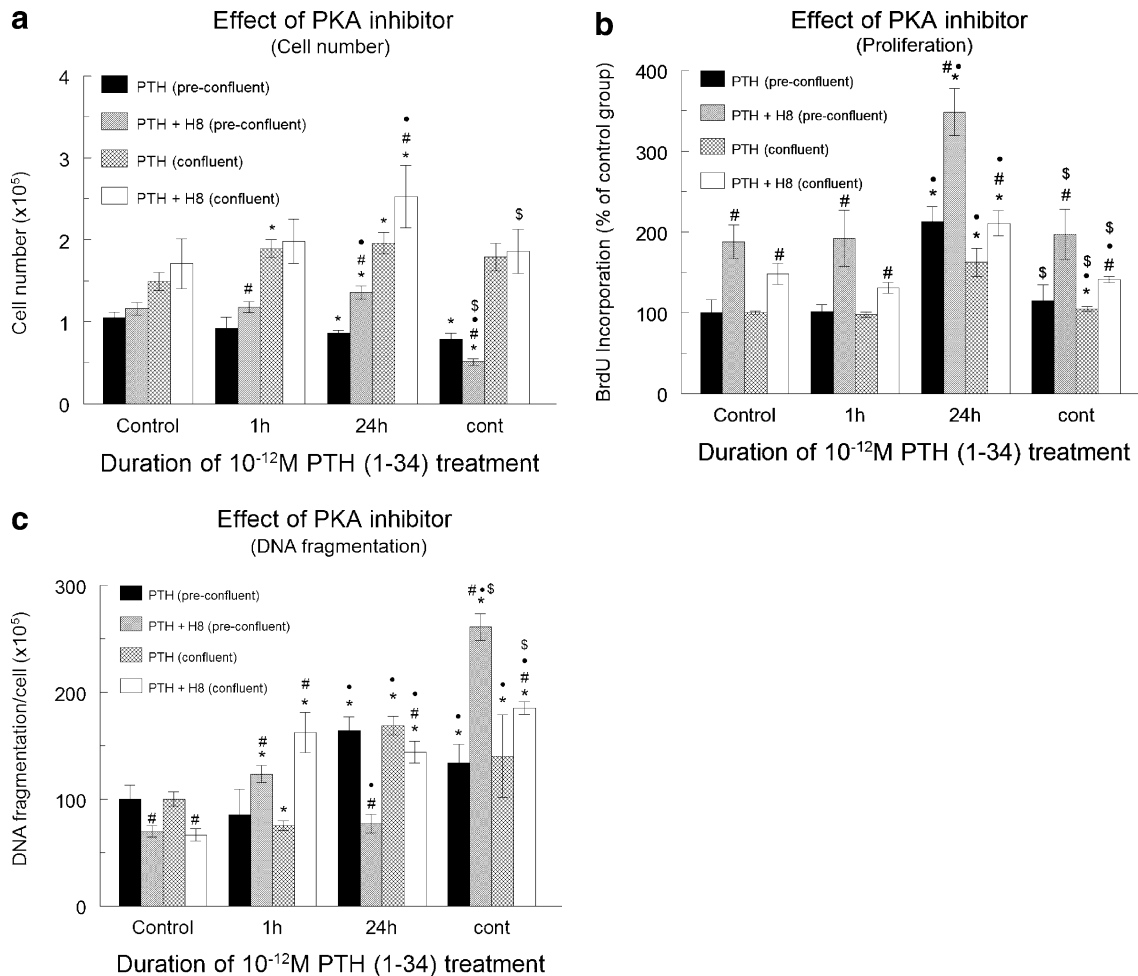 a
Effect of PKA inhibitor
(Cell number)
Cell number (x10⁵)
4
3
2
1
0
PTH (pre-confluent)
PTH + H8 (pre-confluent)
PTH (confluent)
PTH + H8 (confluent)
# * • # * * * • # * * $ • # * $
Control 1h 24h cont
Duration of 10⁻¹²M PTH (1-34) treatment
b
Effect of PKA inhibitor
(Proliferation)
BrdU Incorporation (% of control group)
400
300
200
100
0
PTH (pre-confluent)
PTH + H8 (pre-confluent)
PTH (confluent)
PTH + H8 (confluent)
# # # # • * # • * • * • # * $ $ # $ • * $ • #
Control 1h 24h cont
Duration of 10⁻¹²M PTH (1-34) treatment
c
Effect of PKA inhibitor
(DNA fragmentation)
DNA fragmentation/cell (x10⁵)
300
200
100
0
PTH (pre-confluent)
PTH + H8 (pre-confluent)
PTH (confluent)
PTH + H8 (confluent)
# # # * * # * • * • # • * • # * • * # • $ * • * $ • # *
Control 1h 24h cont
Duration of 10⁻¹²M PTH (1-34) treatment